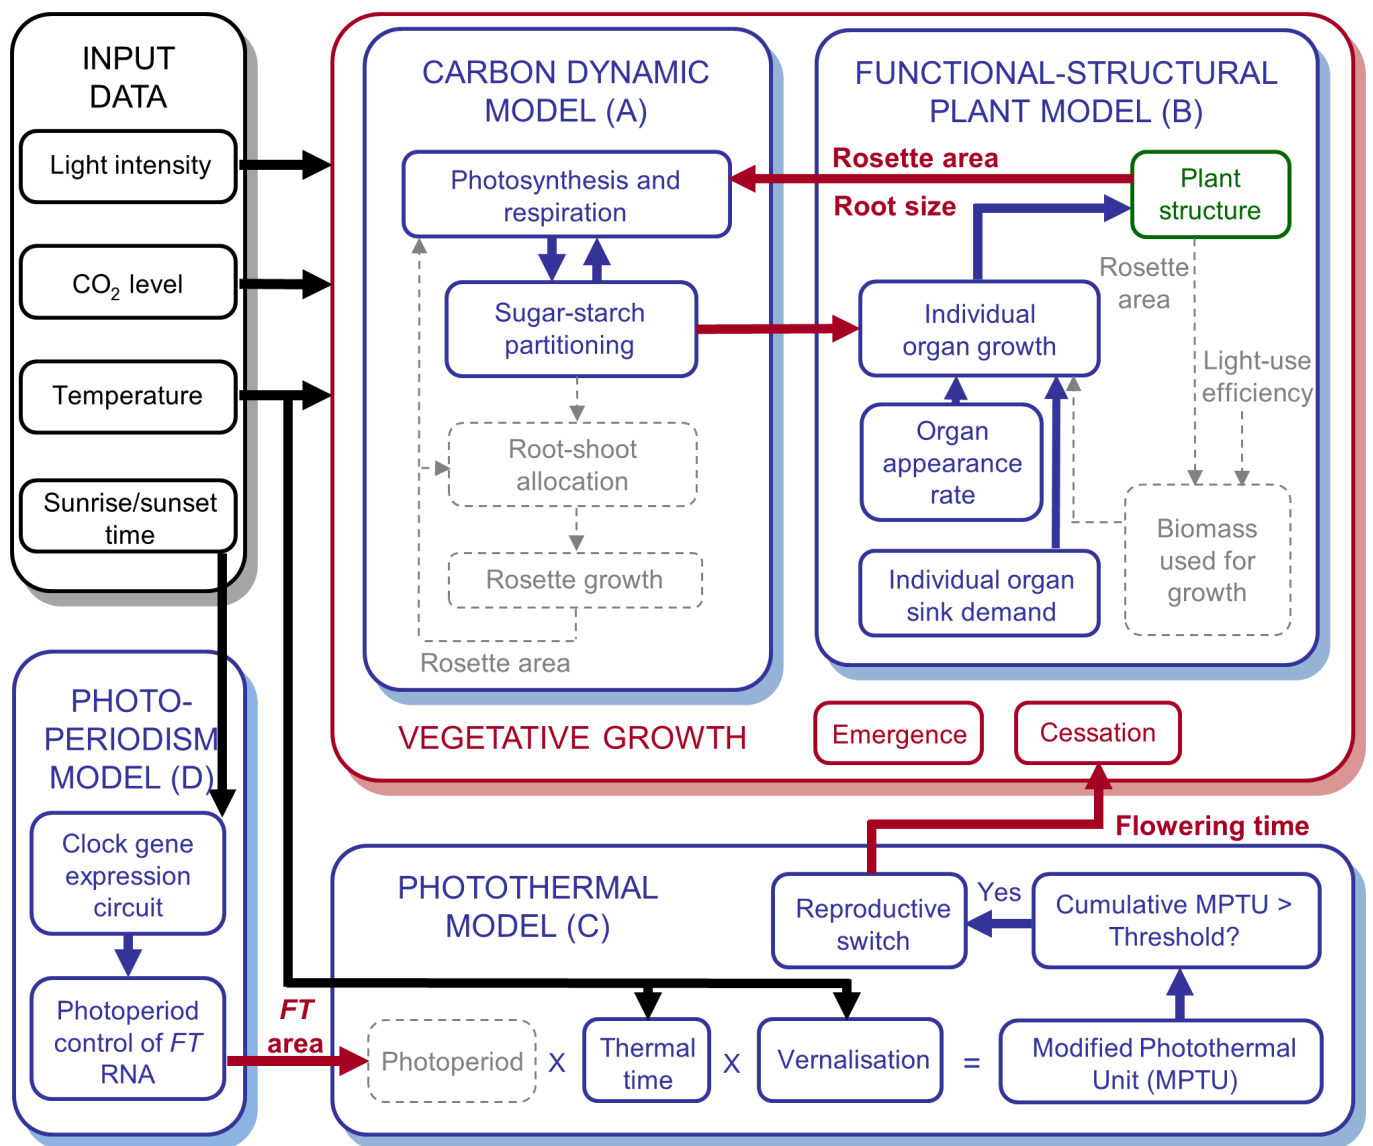 INPUT
DATA
Light intensity
CO₂ level
Temperature
Sunrise/sunset
time
CARBON DYNAMIC
MODEL (A)
Photosynthesis and
respiration
Sugar-starch
partitioning
Root-shoot
allocation
Rosette growth
Rosette area
FUNCTIONAL-STRUCTURAL
PLANT MODEL (B)
Rosette area
Root size
Plant
structure
Rosette
area
Individual
organ growth
Light-use
efficiency
Organ
appearance
rate
Biomass
used for
growth
Individual organ
sink demand
VEGETATIVE GROWTH
Emergence
Cessation
Flowering time
PHOTO-
PERIODISM
MODEL (D)
Clock gene
expression
circuit
Photoperiod
control of FT
RNA
FT
area
PHOTOTHERMAL
MODEL (C)
Reproductive
switch
Yes
Cumulative MPTU >
Threshold?
Photoperiod
X
Thermal
time
X
Vernalisation
=
Modified Photothermal
Unit (MPTU)